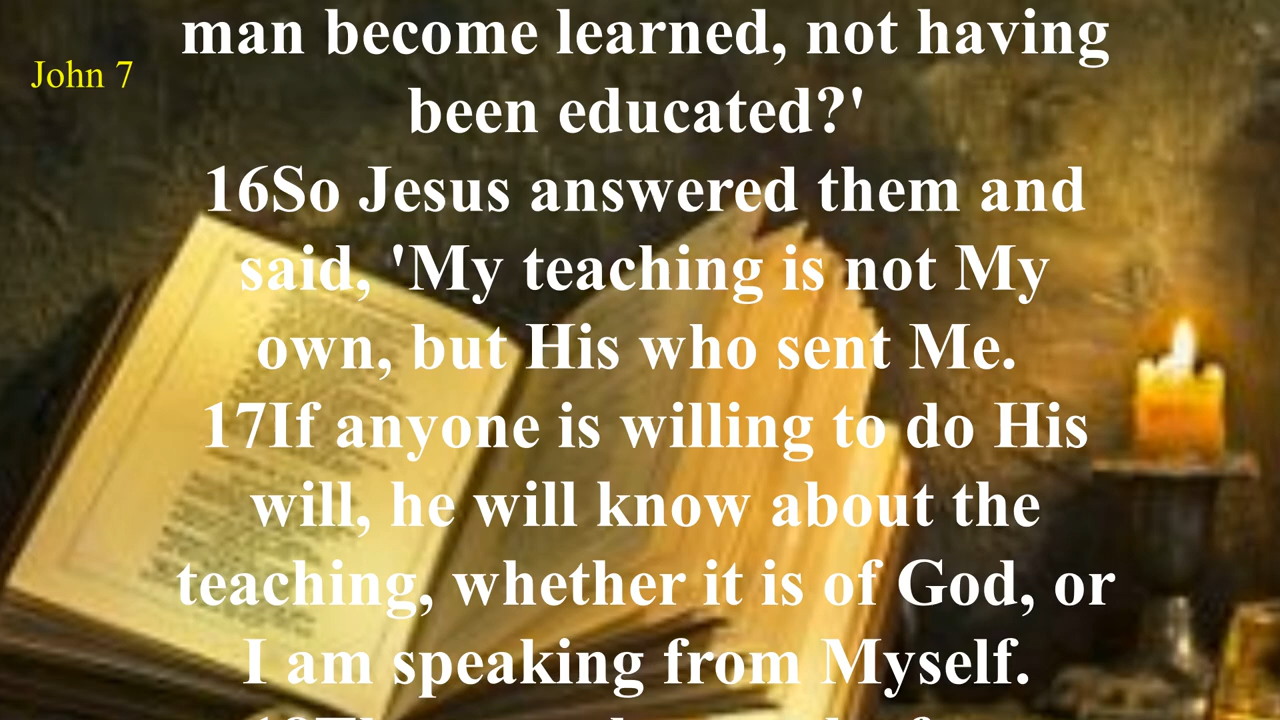 man become learned, not having
John 7
been educated?'
16So Jesus answered them and
said, 'My teaching is not My
own, but His who sent Me.
17If anyone is willing to do His
will, he will know about the
teaching, whether it is of God, or
I am speaking from Myself.